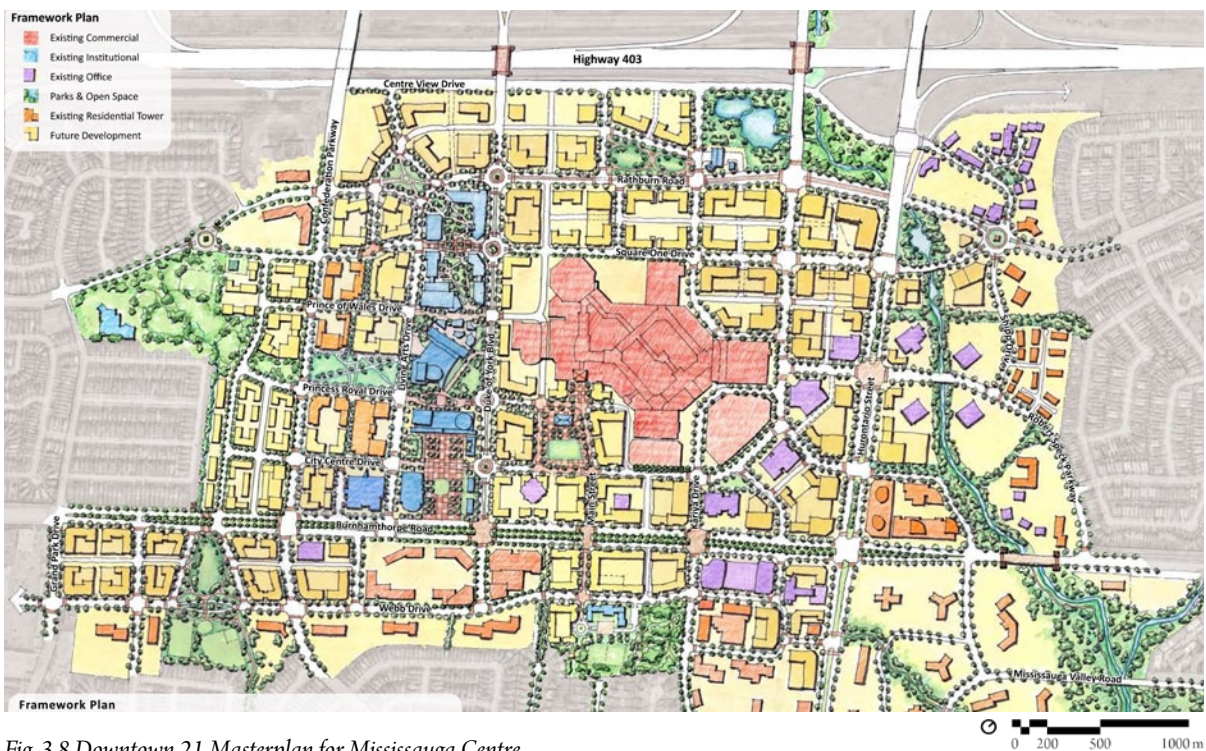 Framework Plan
Existing Commercial
Existing Institutional
Existing Office
Parks & Open Space
Existing Residential Tower
Future Development
Highway 403
Centre View Drive
Confederation Parkway
Rathburn Road
Square One Drive
Prince of Wales Drive
Living Arts Drive
Duke of York Blvd
Princess Royal Drive
Hurontario Street
Robert Speck Parkway
City Centre Drive
Kariya Drive
Burnhamthorpe Road
Grand Park Drive
Webb Drive
Mississauga Valley Road
Framework Plan
Fig. 3.8 Downtown 21 Masterplan for Mississauga Centre
0 200 500 1000 m